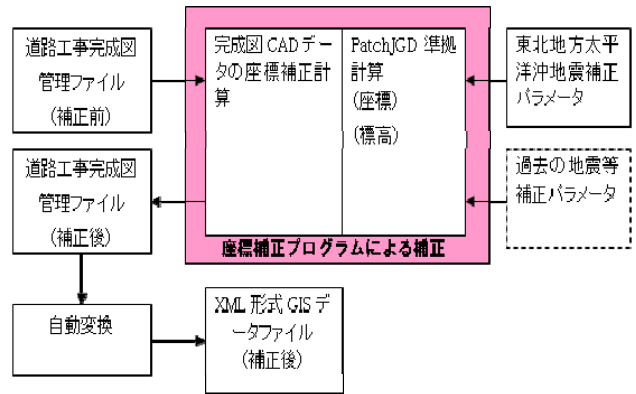 道路工事完成図
管理ファイル
(補正前)
完成図 CAD デー
タの座標補正計
算
PatchJGD 準拠
計算
(座標)
(標高)
東北地方太平
洋沖地震補正
パラメータ
道路工事完成図
管理ファイル
(補正後)
過去の地震等
補正パラメータ
座標補正プログラムによる補正
自動変換
XML 形式 GIS デ
ータファイル
(補正後)